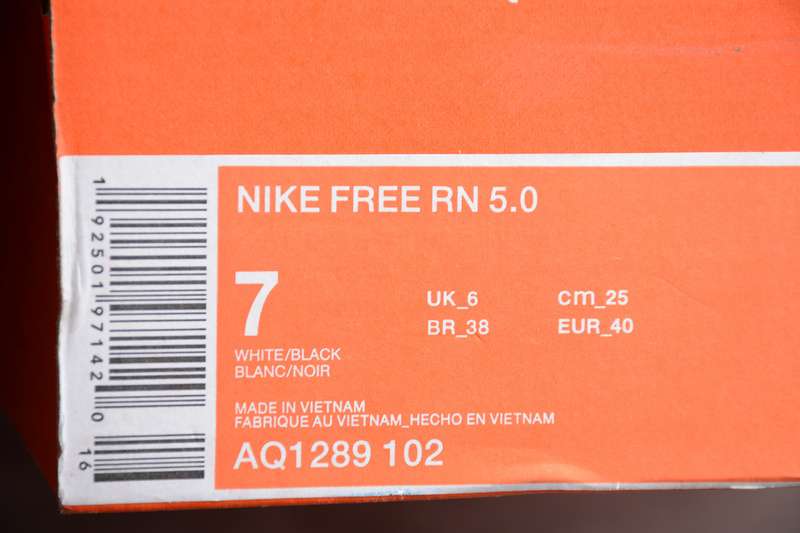 NIKE FREE RN 5.0
7
UK_6 cm_25
BR_38 EUR_40
WHITE/BLACK
BLANC/NOIR
MADE IN VIETNAM
FABRIQUE AU VIETNAM_HECHO EN VIETNAM
AQ1289 102
1 92501 97142 0
16